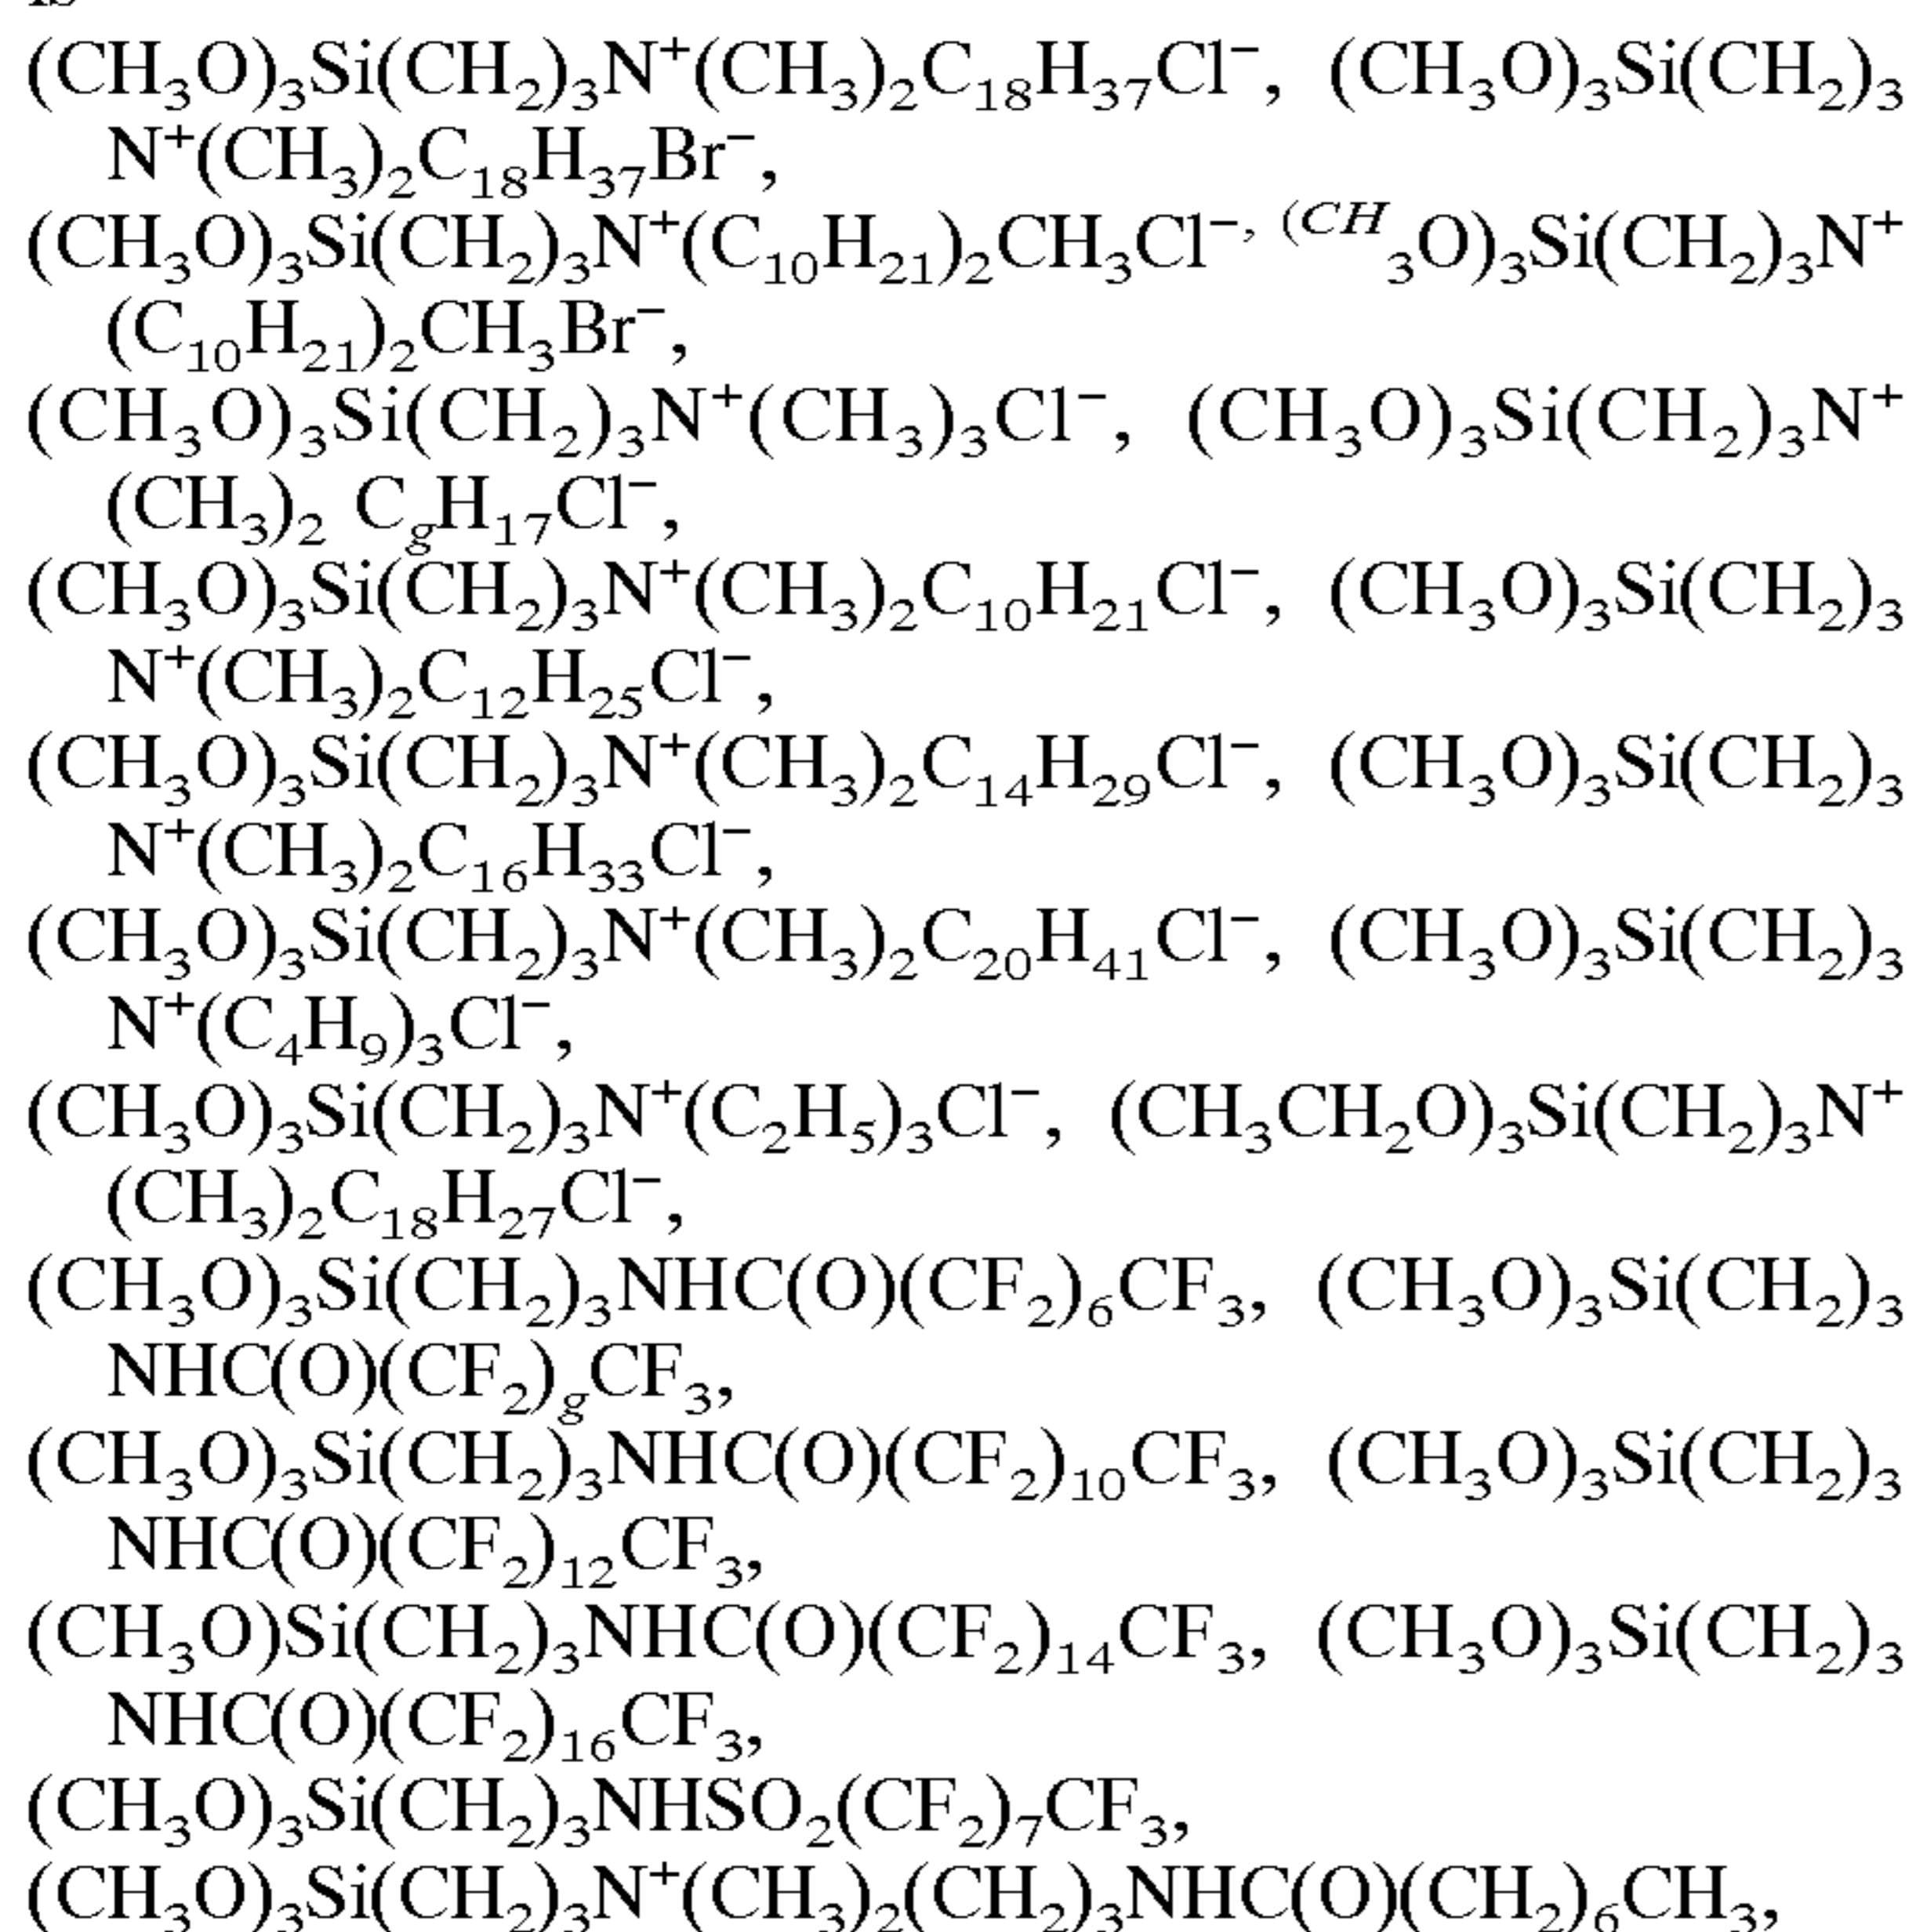 (CH₃O)₃Si(CH₂)₃N⁺(CH₃)₂C₁₈H₃₇Cl⁻, (CH₃O)₃Si(CH₂)₃
N⁺(CH₃)₂C₁₈H₃₇Br⁻,
(CH₃O)₃Si(CH₂)₃N⁺(C₁₀H₂₁)₂CH₃Cl⁻, (CH₃O)₃Si(CH₂)₃N⁺
(C₁₀H₂₁)₂CH₃Br⁻,
(CH₃O)₃Si(CH₂)₃N⁺(CH₃)₃Cl⁻, (CH₃O)₃Si(CH₂)₃N⁺
(CH₃)₂ C_gH₁₇Cl⁻,
(CH₃O)₃Si(CH₂)₃N⁺(CH₃)₂C₁₀H₂₁Cl⁻, (CH₃O)₃Si(CH₂)₃
N⁺(CH₃)₂C₁₂H₂₅Cl⁻,
(CH₃O)₃Si(CH₂)₃N⁺(CH₃)₂C₁₄H₂₉Cl⁻, (CH₃O)₃Si(CH₂)₃
N⁺(CH₃)₂C₁₆H₃₃Cl⁻,
(CH₃O)₃Si(CH₂)₃N⁺(CH₃)₂C₂₀H₄₁Cl⁻, (CH₃O)₃Si(CH₂)₃
N⁺(C₄H₉)₃Cl⁻,
(CH₃O)₃Si(CH₂)₃N⁺(C₂H₅)₃Cl⁻, (CH₃CH₂O)₃Si(CH₂)₃N⁺
(CH₃)₂C₁₈H₂₇Cl⁻,
(CH₃O)₃Si(CH₂)₃NHC(O)(CF₂)₆CF₃, (CH₃O)₃Si(CH₂)₃
NHC(O)(CF₂)_gCF₃,
(CH₃O)₃Si(CH₂)₃NHC(O)(CF₂)₁₀CF₃, (CH₃O)₃Si(CH₂)₃
NHC(O)(CF₂)₁₂CF₃,
(CH₃O)Si(CH₂)₃NHC(O)(CF₂)₁₄CF₃, (CH₃O)₃Si(CH₂)₃
NHC(O)(CF₂)₁₆CF₃,
(CH₃O)₃Si(CH₂)₃NHSO₂(CF₂)₇CF₃,
(CH₃O)₃Si(CH₂)₃N⁺(CH₃)₂(CH₂)₃NHC(O)(CH₂)₆CH₃,